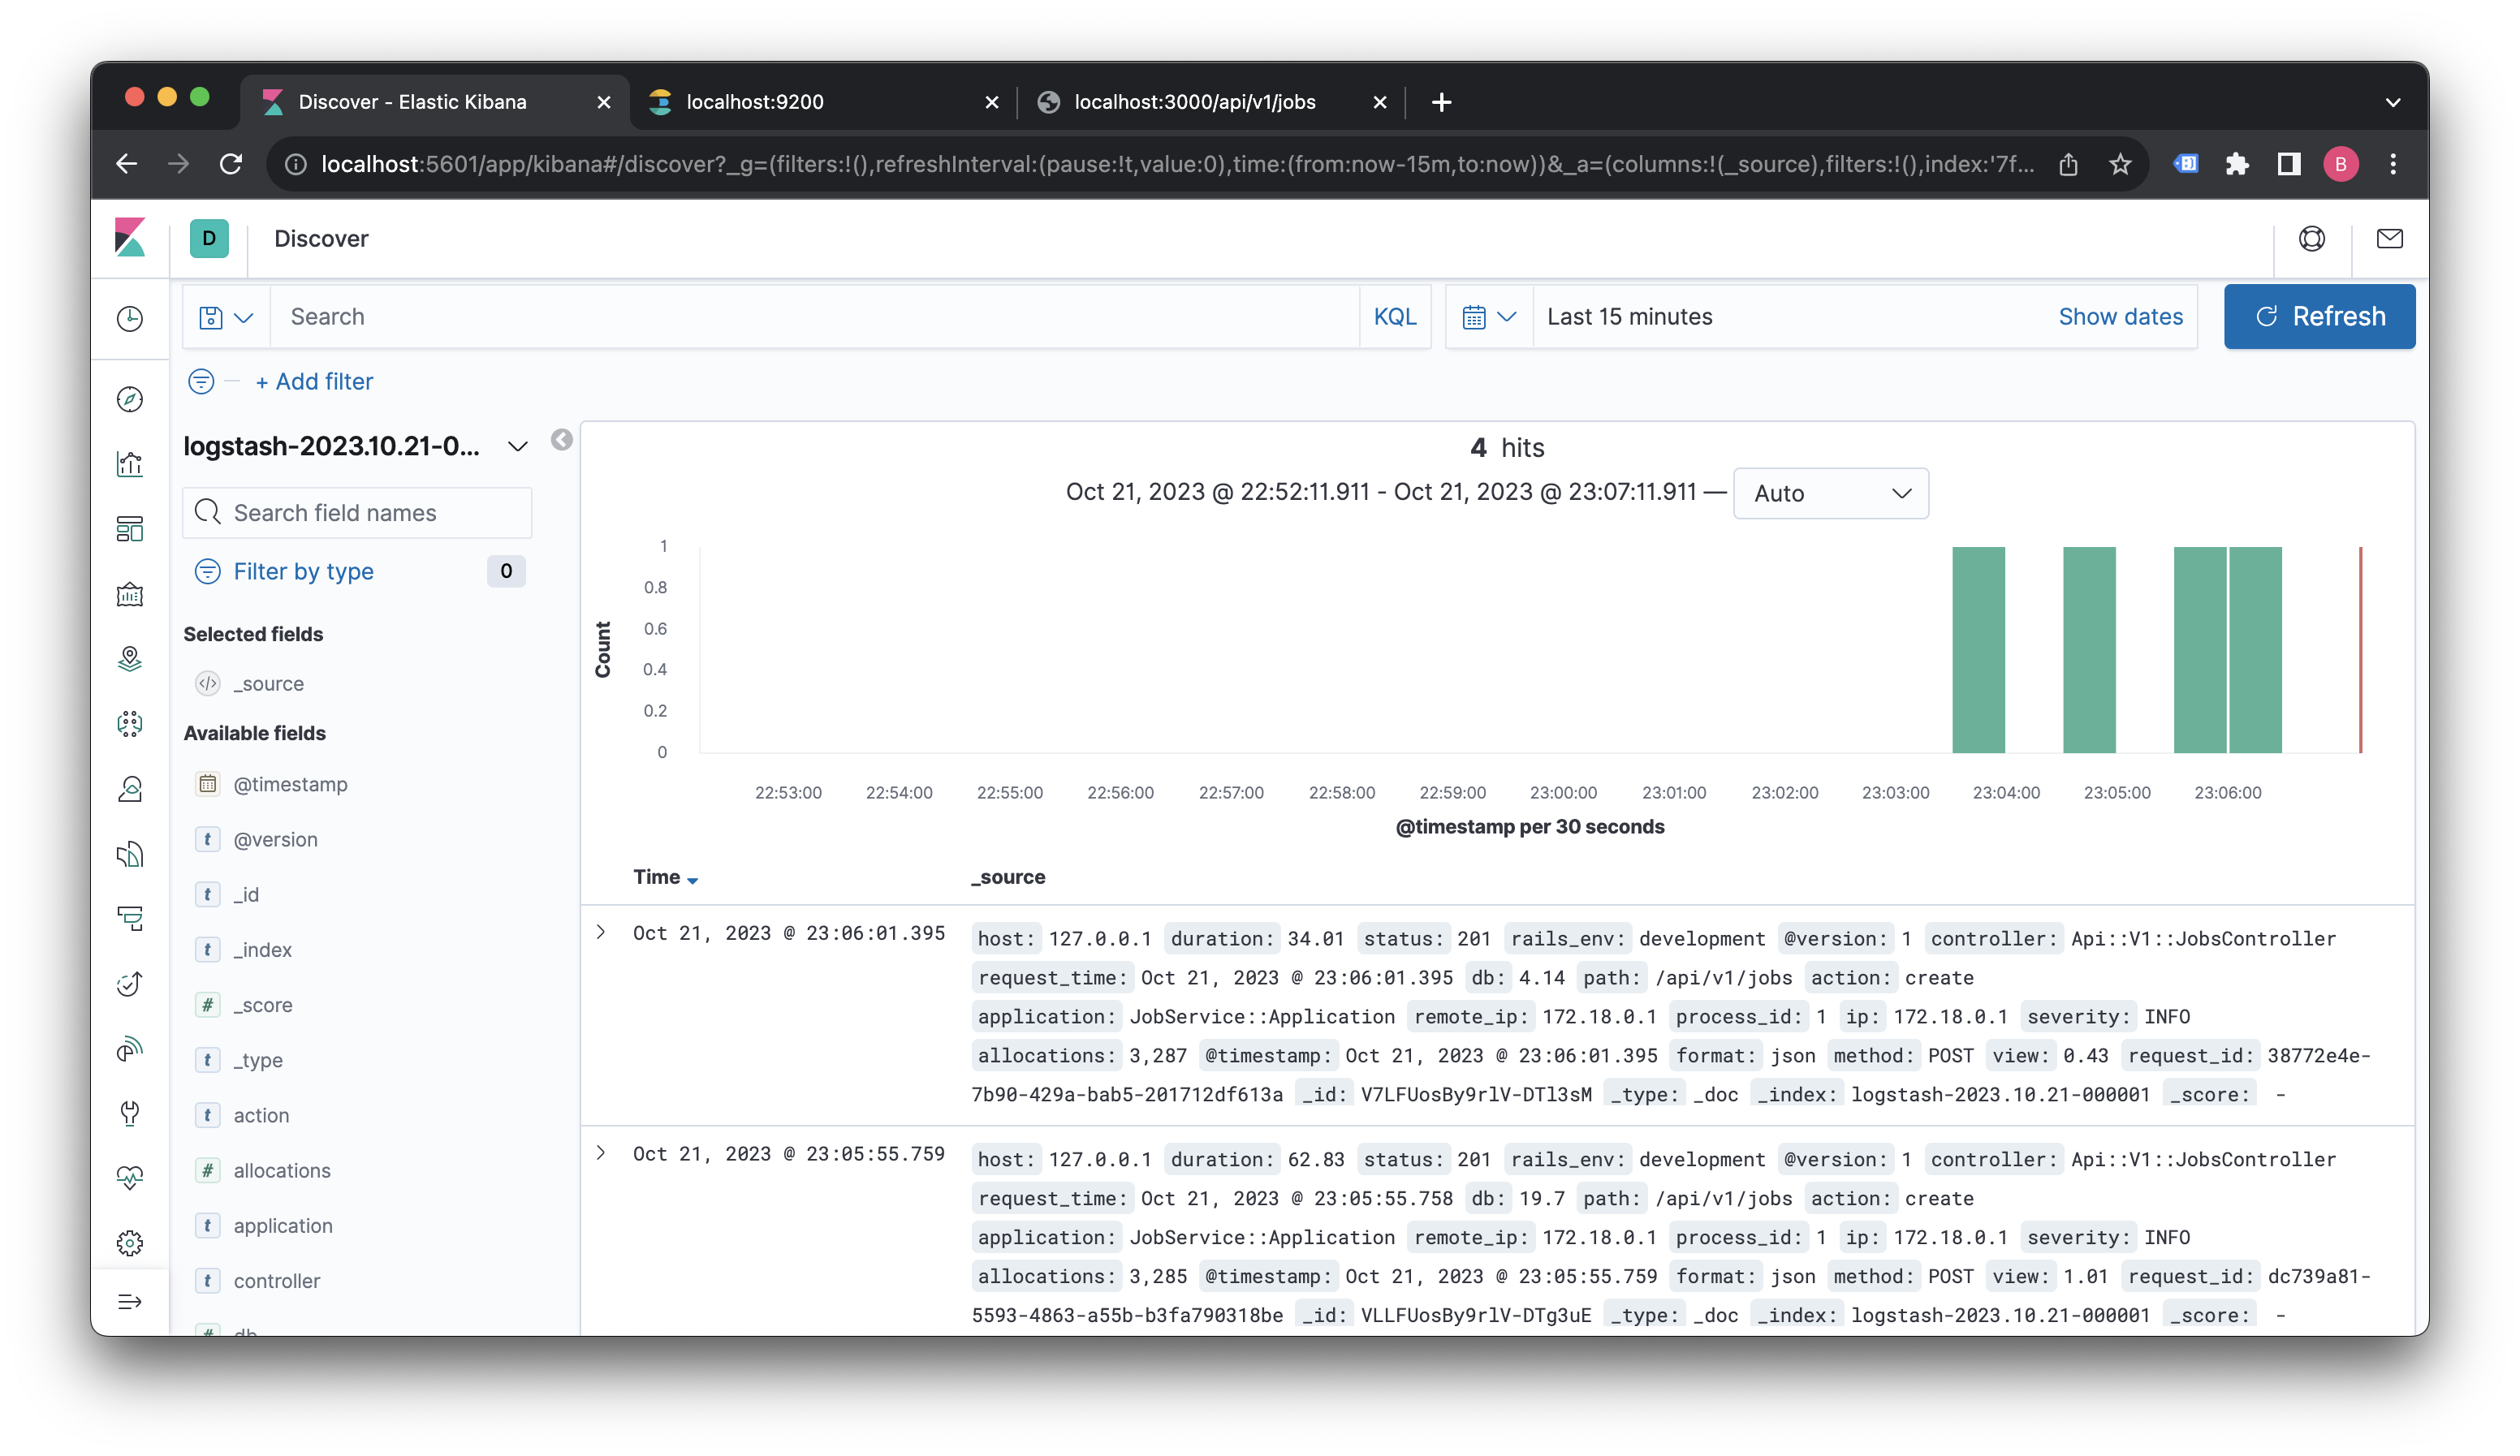 Discover - Elastic Kibana
localhost:9200
localhost:3000/api/v1/jobs
localhost:5601/app/kibana#/discover?_g=(filters:!(),refreshInterval:(pause:!t,value:0),time:(from:now-15m,to:now))&_a=(columns:!(_source),filters:!(),index:'7f...
B
D
Discover
Search
KQL
Last 15 minutes
Show dates
Refresh
+ Add filter
logstash-2023.10.21-0...
Search field names
Filter by type
0
Selected fields
_source
Available fields
@timestamp
t @version
t _id
t _index
# _score
t _type
t action
# allocations
t application
t controller
# db
4 hits
Oct 21, 2023 @ 22:52:11.911 - Oct 21, 2023 @ 23:07:11.911 —
Auto
Count
1
0.8
0.6
0.4
0.2
0
22:53:00 22:54:00 22:55:00 22:56:00 22:57:00 22:58:00 22:59:00 23:00:00 23:01:00 23:02:00 23:03:00 23:04:00 23:05:00 23:06:00
@timestamp per 30 seconds
Time _source
Oct 21, 2023 @ 23:06:01.395
host: 127.0.0.1 duration: 34.01 status: 201 rails_env: development @version: 1 controller: Api::V1::JobsController
request_time: Oct 21, 2023 @ 23:06:01.395 db: 4.14 path: /api/v1/jobs action: create
application: JobService::Application remote_ip: 172.18.0.1 process_id: 1 ip: 172.18.0.1 severity: INFO
allocations: 3,287 @timestamp: Oct 21, 2023 @ 23:06:01.395 format: json method: POST view: 0.43 request_id: 38772e4e-
7b90-429a-bab5-201712df613a _id: V7LFUosBy9rlV-DTl3sM _type: _doc _index: logstash-2023.10.21-000001 _score: -
Oct 21, 2023 @ 23:05:55.759
host: 127.0.0.1 duration: 62.83 status: 201 rails_env: development @version: 1 controller: Api::V1::JobsController
request_time: Oct 21, 2023 @ 23:05:55.758 db: 19.7 path: /api/v1/jobs action: create
application: JobService::Application remote_ip: 172.18.0.1 process_id: 1 ip: 172.18.0.1 severity: INFO
allocations: 3,285 @timestamp: Oct 21, 2023 @ 23:05:55.759 format: json method: POST view: 1.01 request_id: dc739a81-
5593-4863-a55b-b3fa790318be _id: VLLFUosBy9rlV-DTg3uE _type: _doc _index: logstash-2023.10.21-000001 _score: -